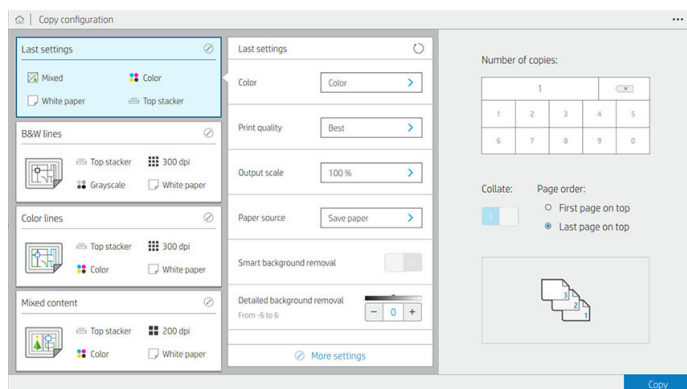 Copy configuration
Last settings
Mixed
Color
White paper
Top stacker
B&W lines
Top stacker
300 dpi
Grayscale
White paper
Color lines
Top stacker
300 dpi
Color
White paper
Mixed content
Top stacker
200 dpi
Color
White paper
Last settings
Color
Color
Print quality
Best
Output scale
100 %
Paper source
Save paper
Smart background removal
Detailed background removal
From -6 to 6
− 0 +
More settings
Number of copies:
1
1 2 3 4 5
6 7 8 9 0
Collate:
Page order:
First page on top
Last page on top
3
2
1
Copy